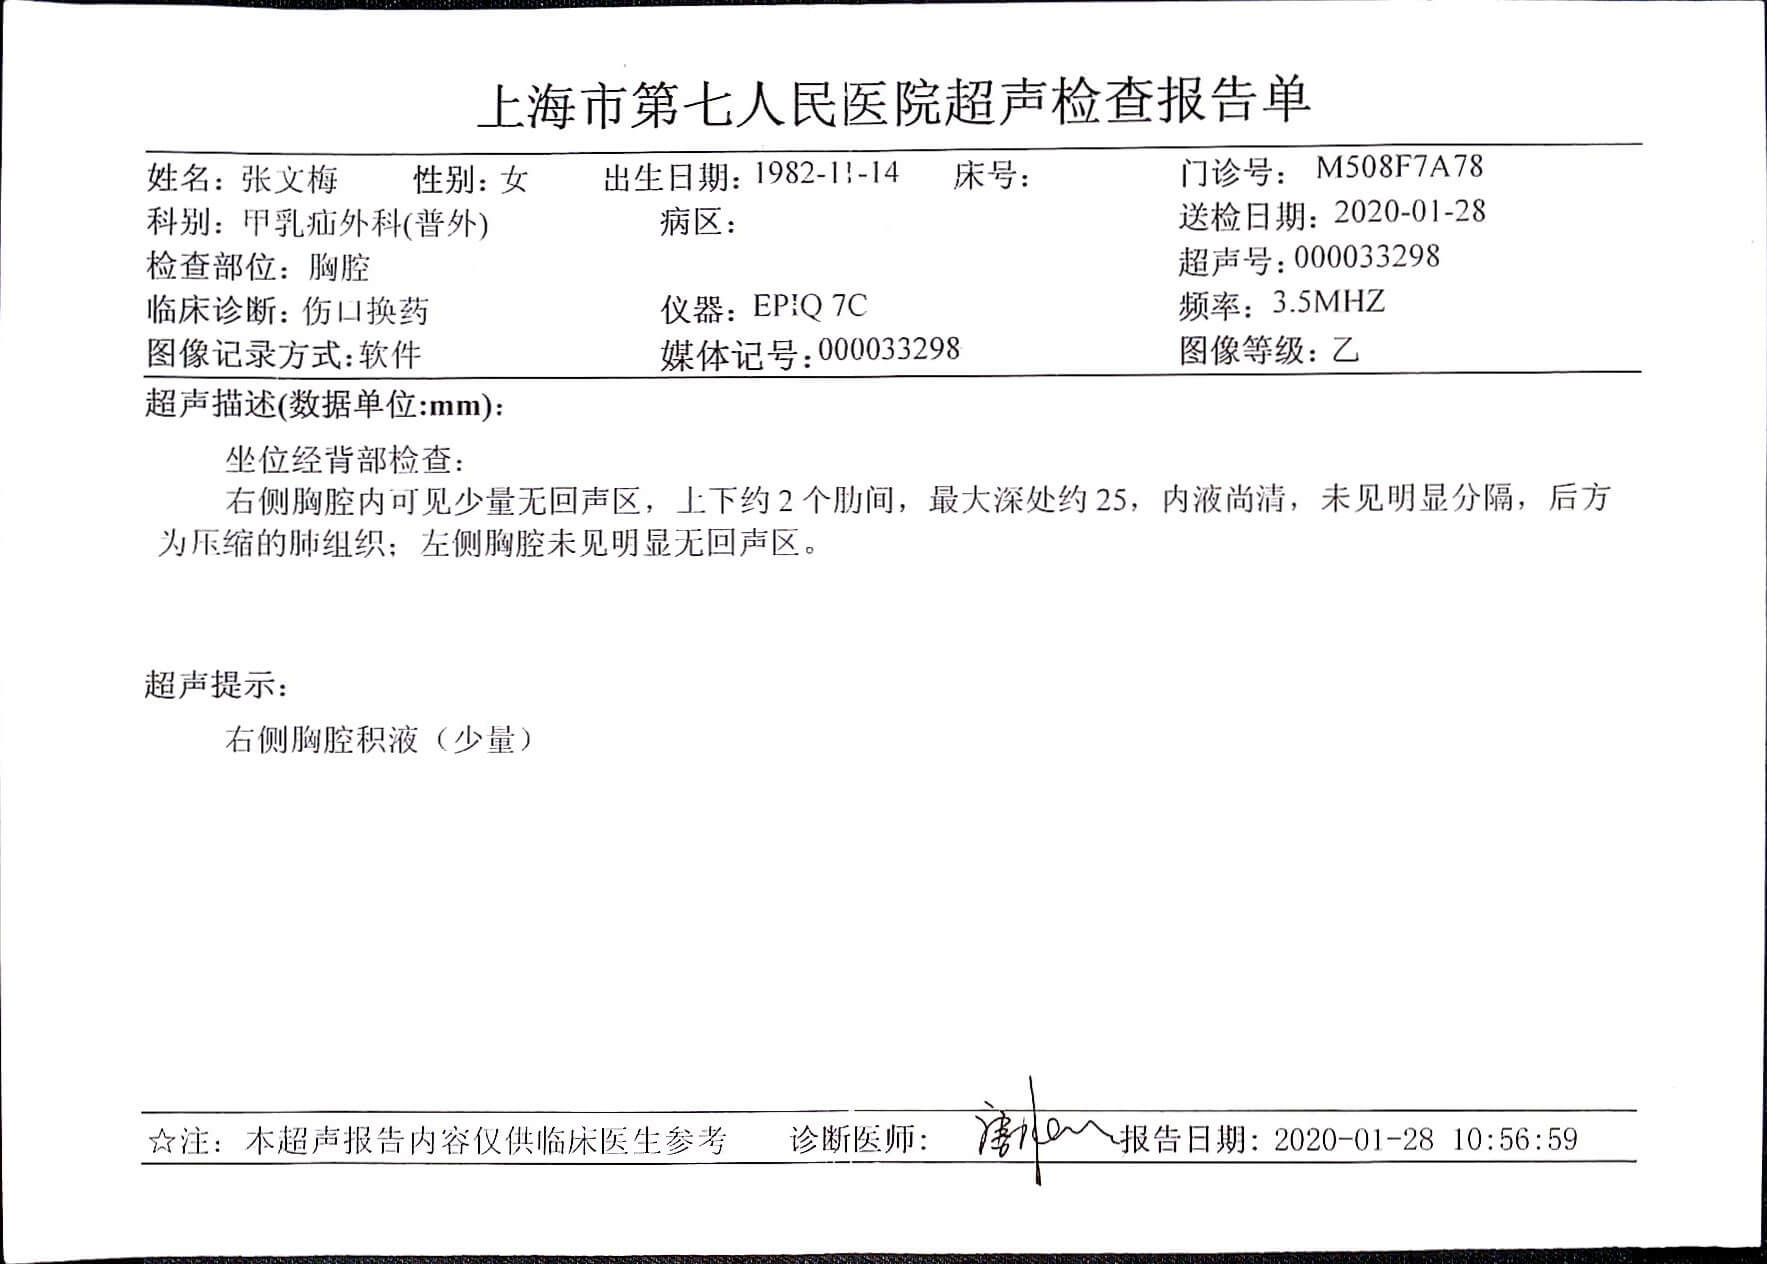 上海市第七人民医院超声检查报告单
姓名：张文梅 性别：女 出生日期：1982-11-14 床号： 门诊号： M508F7A78
科别：甲乳疝外科(普外) 病区： 送检日期：2020-01-28
检查部位：胸腔 超声号：000033298
临床诊断：伤口换药 仪器：EPIQ 7C 频率：3.5MHZ
图像记录方式:软件 媒体记号：000033298 图像等级：乙
超声描述(数据单位:mm)：
坐位经背部检查：
右侧胸腔内可见少量无回声区，上下约2个肋间，最大深处约25，内液尚清，未见明显分隔，后方
为压缩的肺组织；左侧胸腔未见明显无回声区。
超声提示：
右侧胸腔积液（少量）
☆注：本超声报告内容仅供临床医生参考 诊断医师： 报告日期：2020-01-28 10:56:59